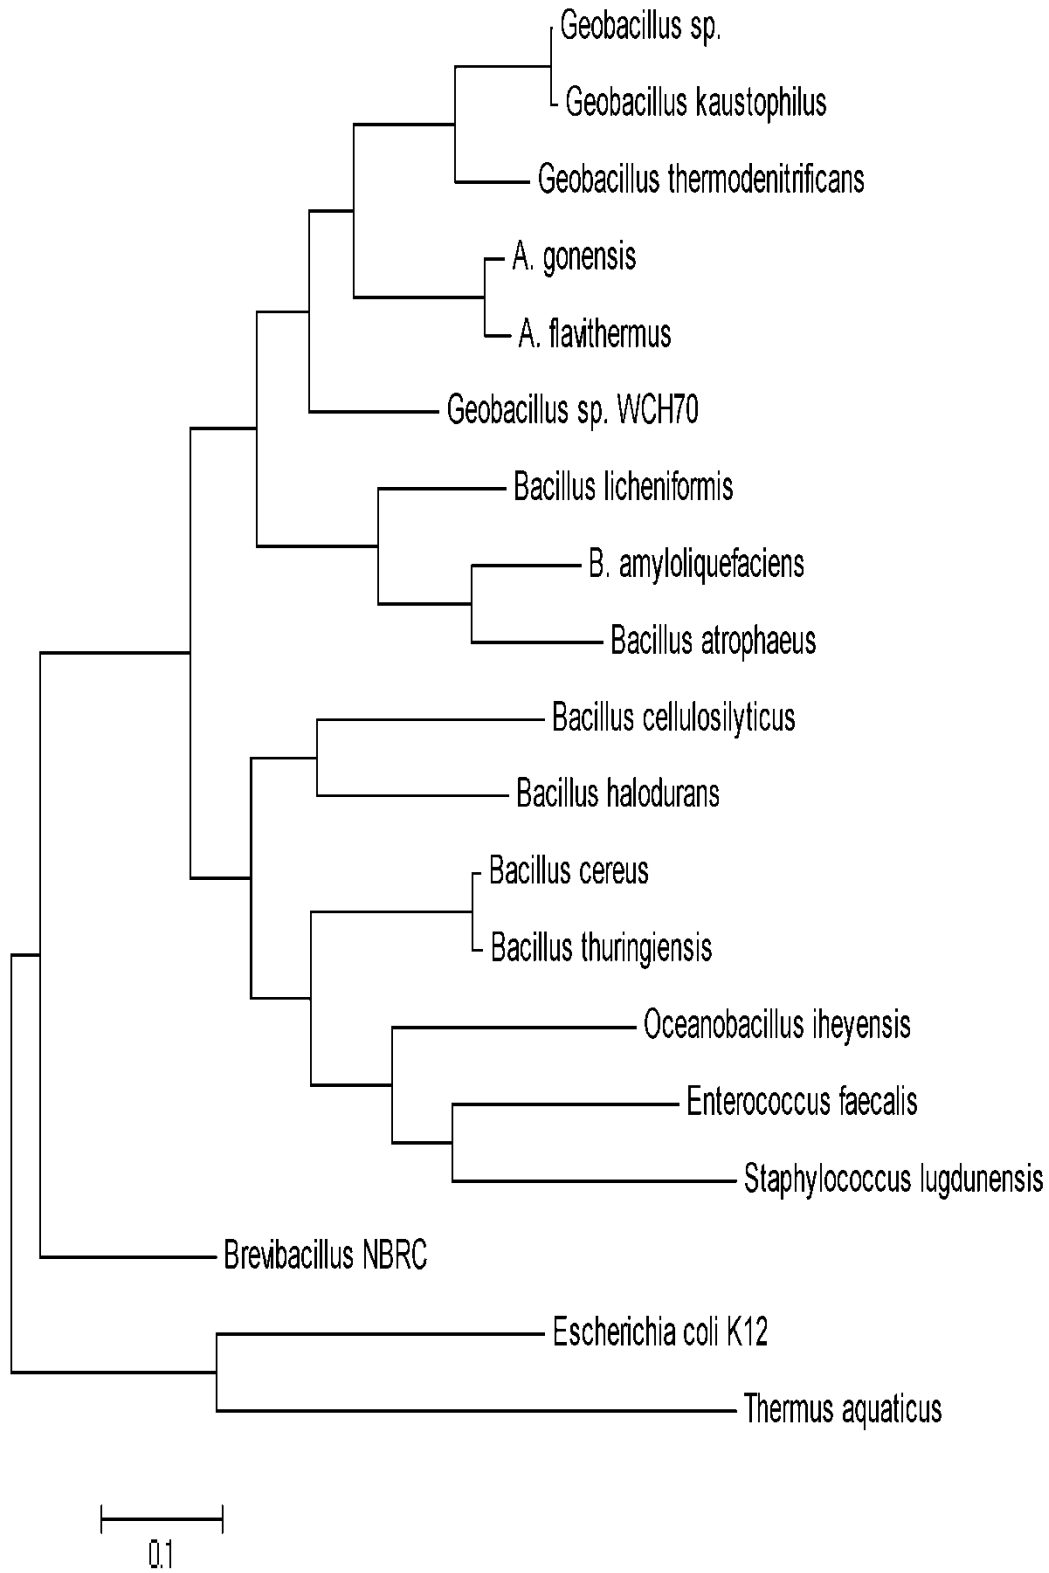 Geobacillus sp.
Geobacillus kaustophilus
Geobacillus thermodenitrificans
A. gonensis
A. flavithermus
Geobacillus sp. WCH70
Bacillus licheniformis
B. amyloliquefaciens
Bacillus atrophaeus
Bacillus cellulosilyticus
Bacillus halodurans
Bacillus cereus
Bacillus thuringiensis
Oceanobacillus iheyensis
Enterococcus faecalis
Staphylococcus lugdunensis
Brevibacillus NBRC
Escherichia coli K12
Thermus aquaticus
0.1